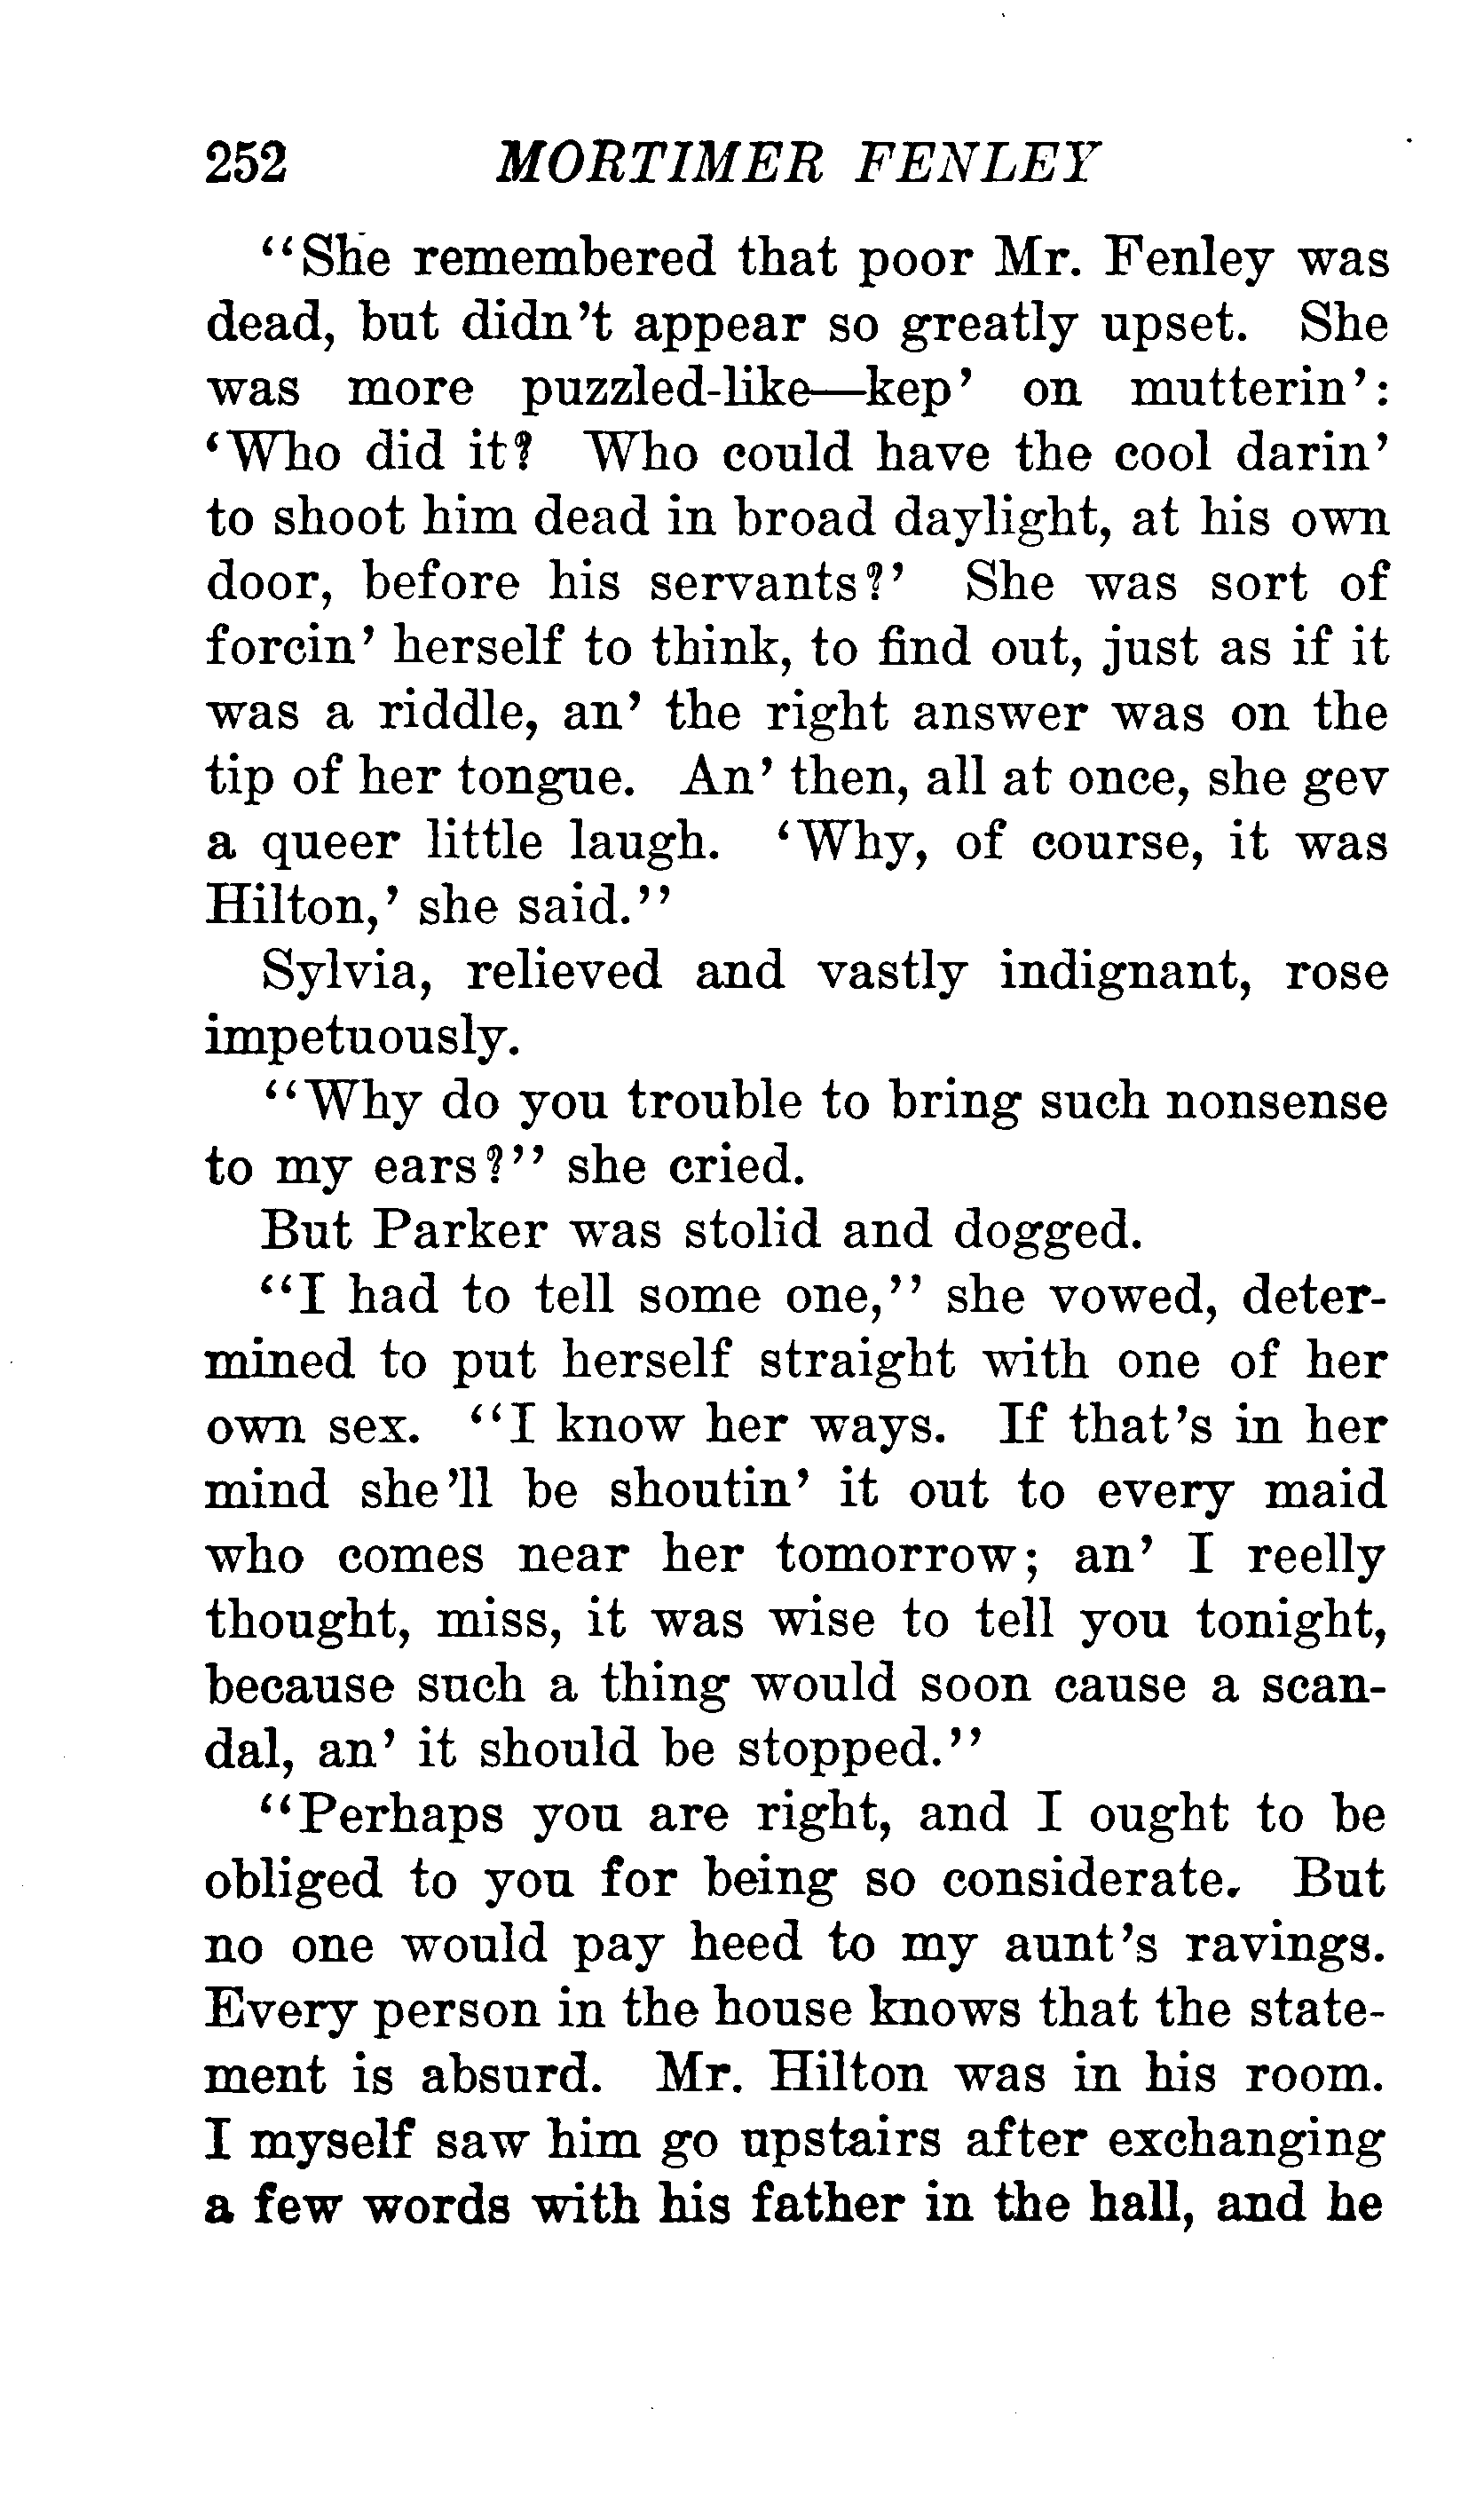 252 MORTIMER FENLEY
"She remembered that poor Mr. Fenley was
dead, but didn't appear so greatly upset. She
was more puzzled-like—kep' on mutterin':
'Who did it? Who could have the cool darin'
to shoot him dead in broad daylight, at his own
door, before his servants?' She was sort of
forcin' herself to think, to find out, just as if it
was a riddle, an' the right answer was on the
tip of her tongue. An' then, all at once, she gev
a queer little laugh. 'Why, of course, it was
Hilton,' she said."
Sylvia, relieved and vastly indignant, rose
impetuously.
"Why do you trouble to bring such nonsense
to my ears?" she cried.
But Parker was stolid and dogged.
"I had to tell some one," she vowed, deter-
mined to put herself straight with one of her
own sex. "I know her ways. If that's in her
mind she'll be shoutin' it out to every maid
who comes near her tomorrow; an' I reelly
thought, miss, it was wise to tell you tonight,
because such a thing would soon cause a scan-
dal, an' it should be stopped."
"Perhaps you are right, and I ought to be
obliged to you for being so considerate. But
no one would pay heed to my aunt's ravings.
Every person in the house knows that the state-
ment is absurd. Mr. Hilton was in his room.
I myself saw him go upstairs after exchanging
a few words with his father in the hall, and he